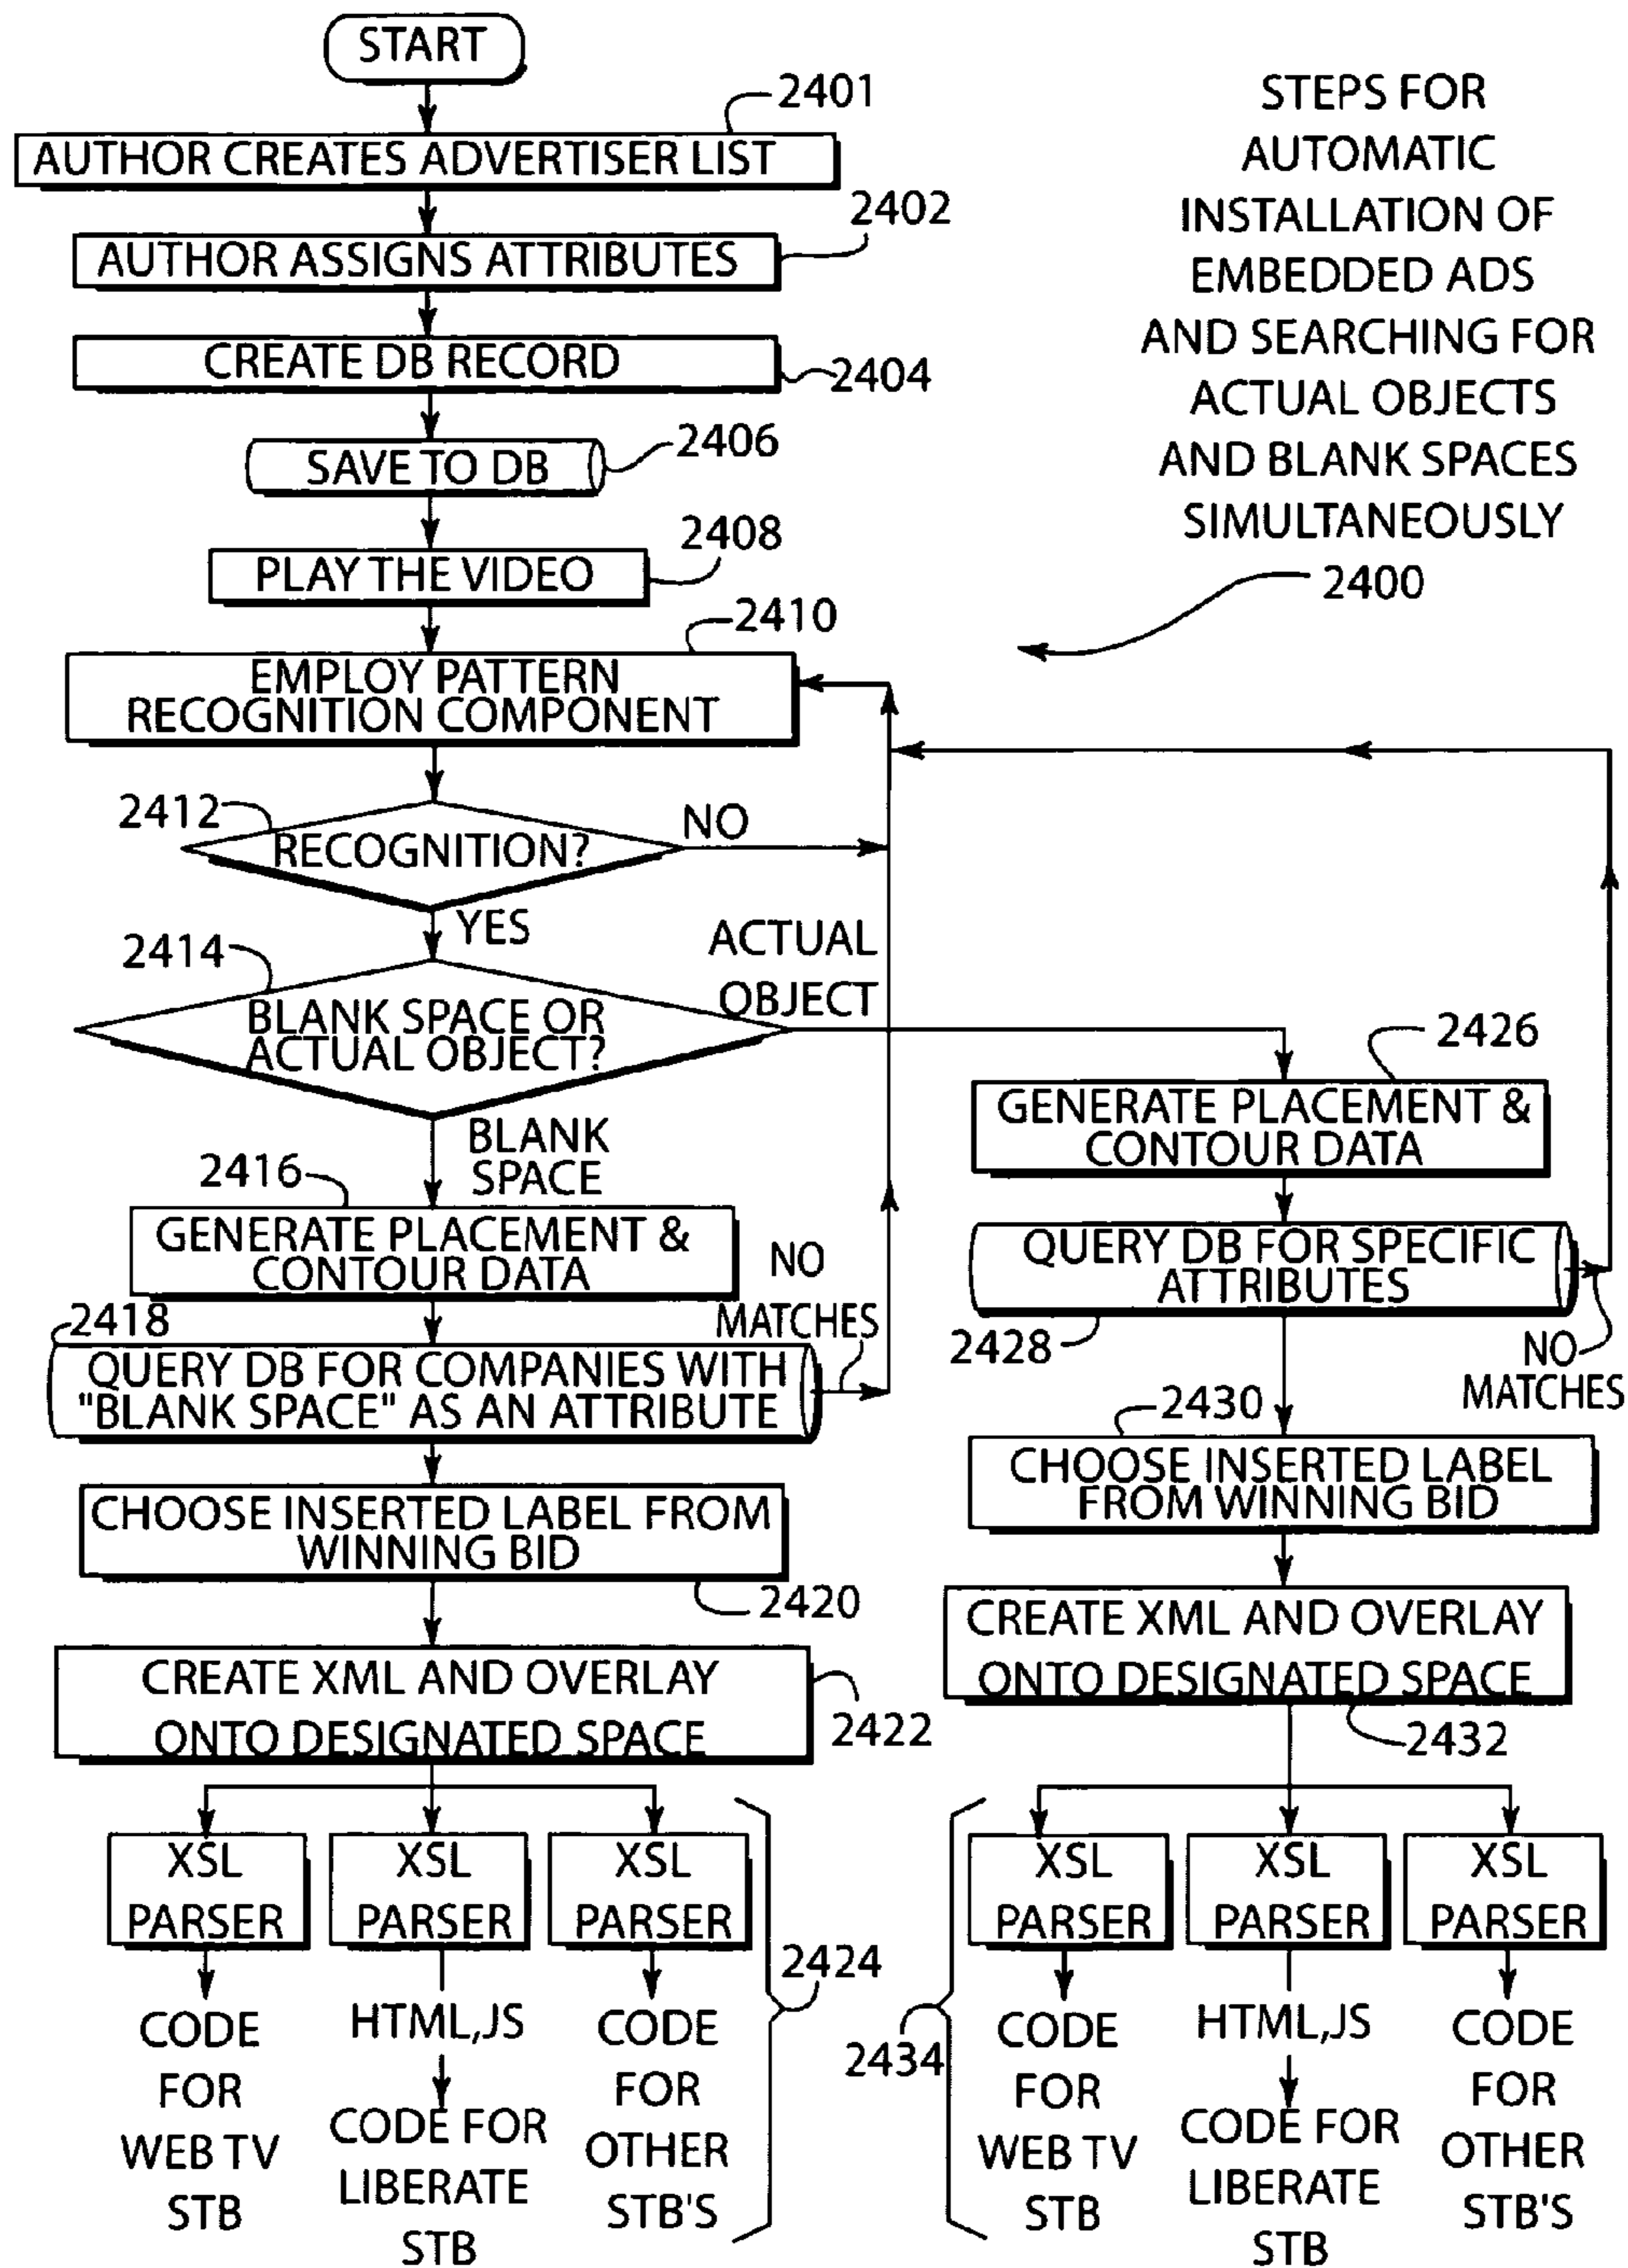 START
2401
AUTHOR CREATES ADVERTISER LIST
2402
AUTHOR ASSIGNS ATTRIBUTES
CREATE DB RECORD
2404
SAVE TO DB
2406
PLAY THE VIDEO
2408
2410
EMPLOY PATTERN
RECOGNITION COMPONENT
STEPS FOR
AUTOMATIC
INSTALLATION OF
EMBEDDED ADS
AND SEARCHING FOR
ACTUAL OBJECTS
AND BLANK SPACES
SIMULTANEOUSLY
2400
2412
RECOGNITION?
NO
YES
2414
BLANK SPACE OR
ACTUAL OBJECT?
ACTUAL
OBJECT
BLANK
SPACE
2416
GENERATE PLACEMENT &
CONTOUR DATA
NO
MATCHES
2418
QUERY DB FOR COMPANIES WITH
"BLANK SPACE" AS AN ATTRIBUTE
CHOOSE INSERTED LABEL FROM
WINNING BID
2420
CREATE XML AND OVERLAY
ONTO DESIGNATED SPACE
2422
XSL
PARSER
XSL
PARSER
XSL
PARSER
2424
CODE
FOR
WEB TV
STB
HTML,JS
CODE FOR
LIBERATE
STB
CODE
FOR
OTHER
STB'S
2426
GENERATE PLACEMENT &
CONTOUR DATA
QUERY DB FOR SPECIFIC
ATTRIBUTES
2428
NO
MATCHES
2430
CHOOSE INSERTED LABEL
FROM WINNING BID
CREATE XML AND OVERLAY
ONTO DESIGNATED SPACE
2432
XSL
PARSER
XSL
PARSER
XSL
PARSER
2434
CODE
FOR
WEB TV
STB
HTML,JS
CODE FOR
LIBERATE
STB
CODE
FOR
OTHER
STB'S